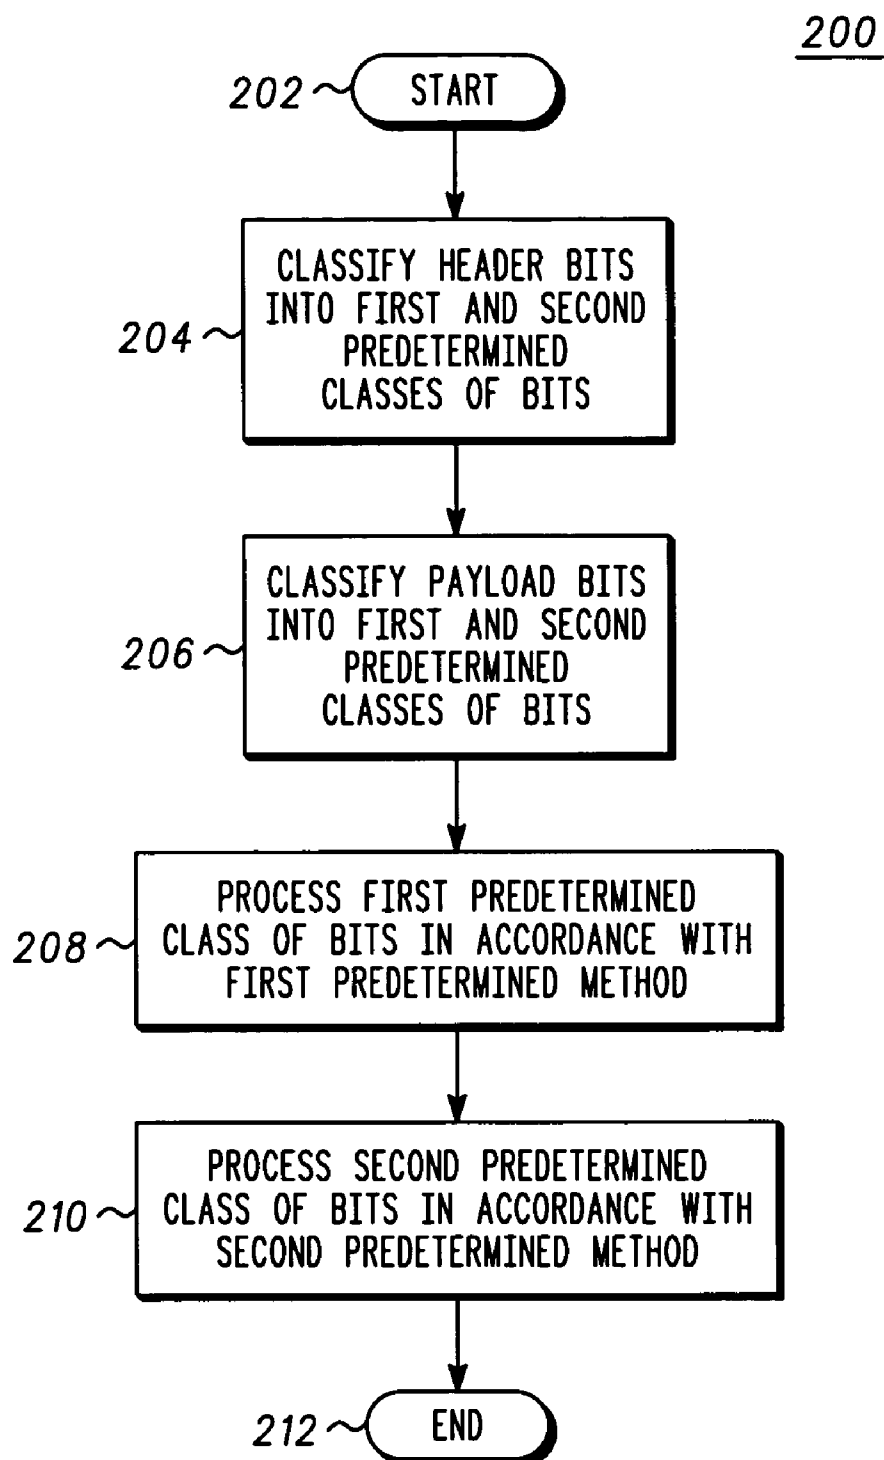 200
202
START
CLASSIFY HEADER BITS
INTO FIRST AND SECOND
PREDETERMINED
CLASSES OF BITS
204
CLASSIFY PAYLOAD BITS
INTO FIRST AND SECOND
PREDETERMINED
CLASSES OF BITS
206
PROCESS FIRST PREDETERMINED
CLASS OF BITS IN ACCORDANCE WITH
FIRST PREDETERMINED METHOD
208
PROCESS SECOND PREDETERMINED
CLASS OF BITS IN ACCORDANCE WITH
SECOND PREDETERMINED METHOD
210
END
212